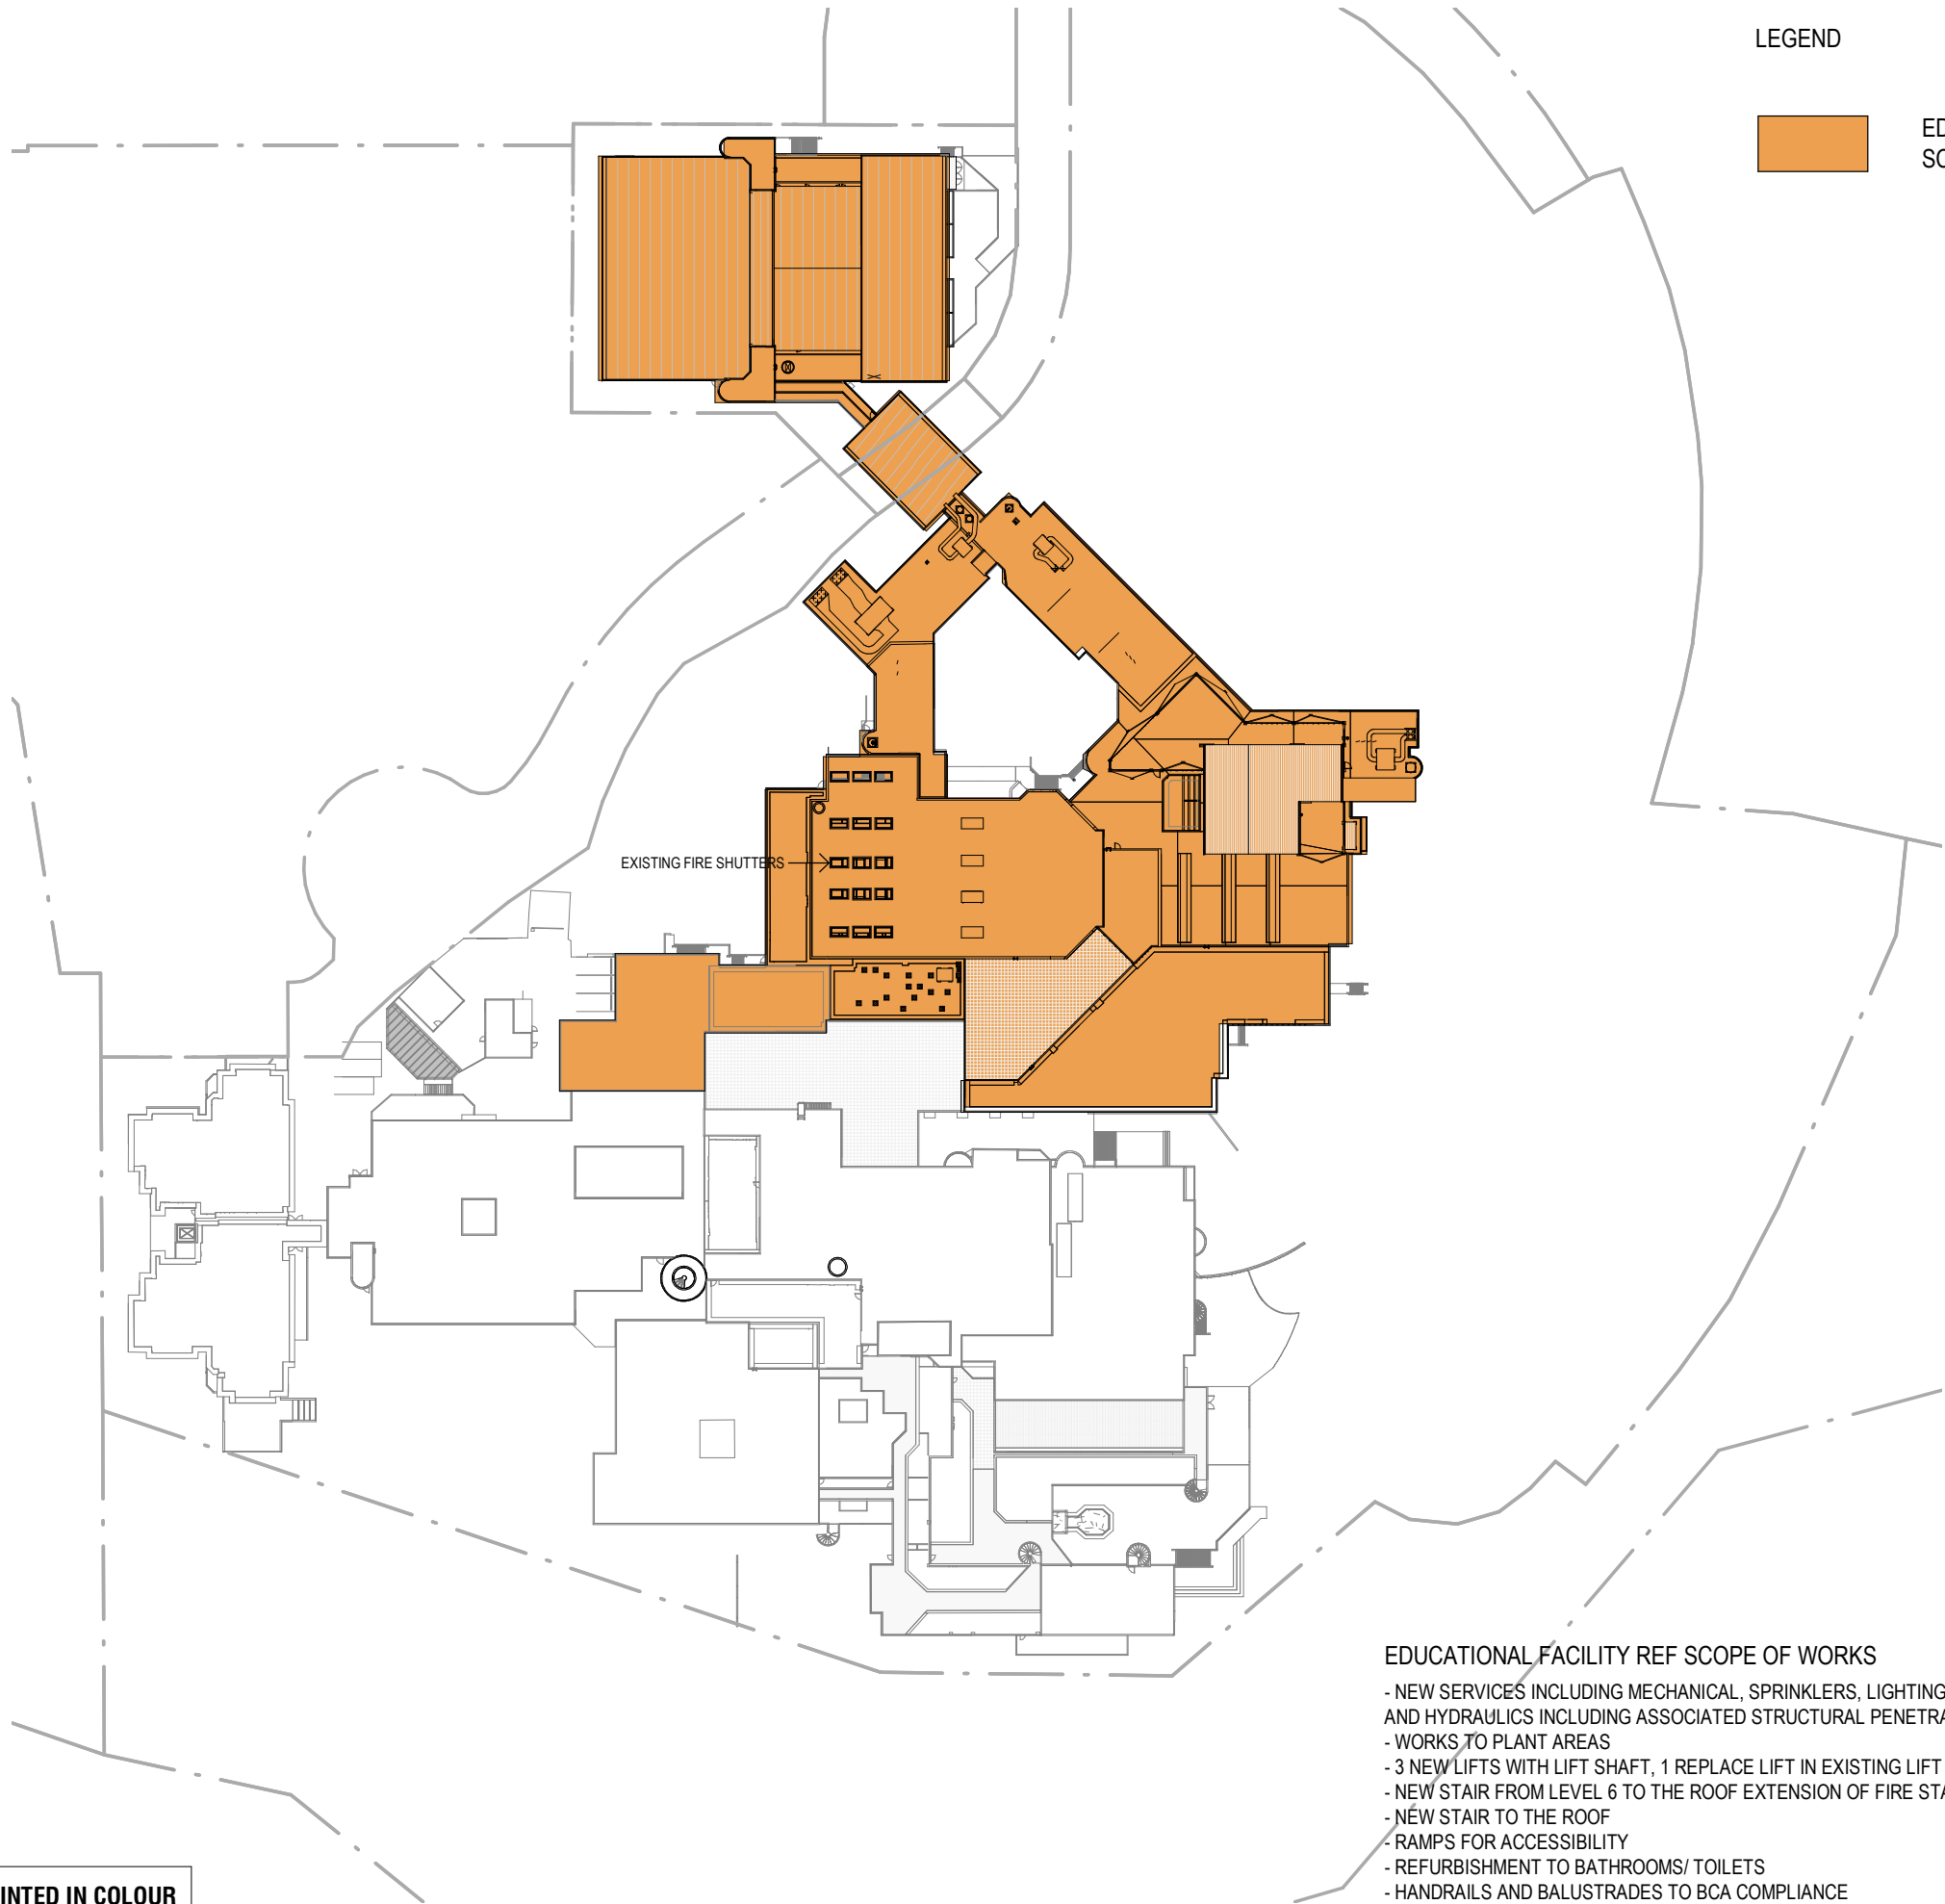 LEGEND
EXISTING FIRE SHUTTERS
EDUCATIONAL FACILITY REF SCOPE OF WORKS
- NEW SERVICES INCLUDING MECHANICAL, SPRINKLERS, LIGHTING
AND HYDRAULICS INCLUDING ASSOCIATED STRUCTURAL
- WORKS TO PLANT AREAS
- 3 NEW LIFTS WITH LIFT SHAFT, 1 REPLACE LIFT IN EXISTING LIFT
- NEW STAIR FROM LEVEL 6 TO THE ROOF EXTENSION OF FIRE
- NEW STAIR TO THE ROOF
- RAMPS FOR ACCESSIBILITY
- REFURBISHMENT TO BATHROOMS/ TOILETS
- HANDRAILS AND BALUSTRADES TO BCA COMPLIANCE
IN COLOUR